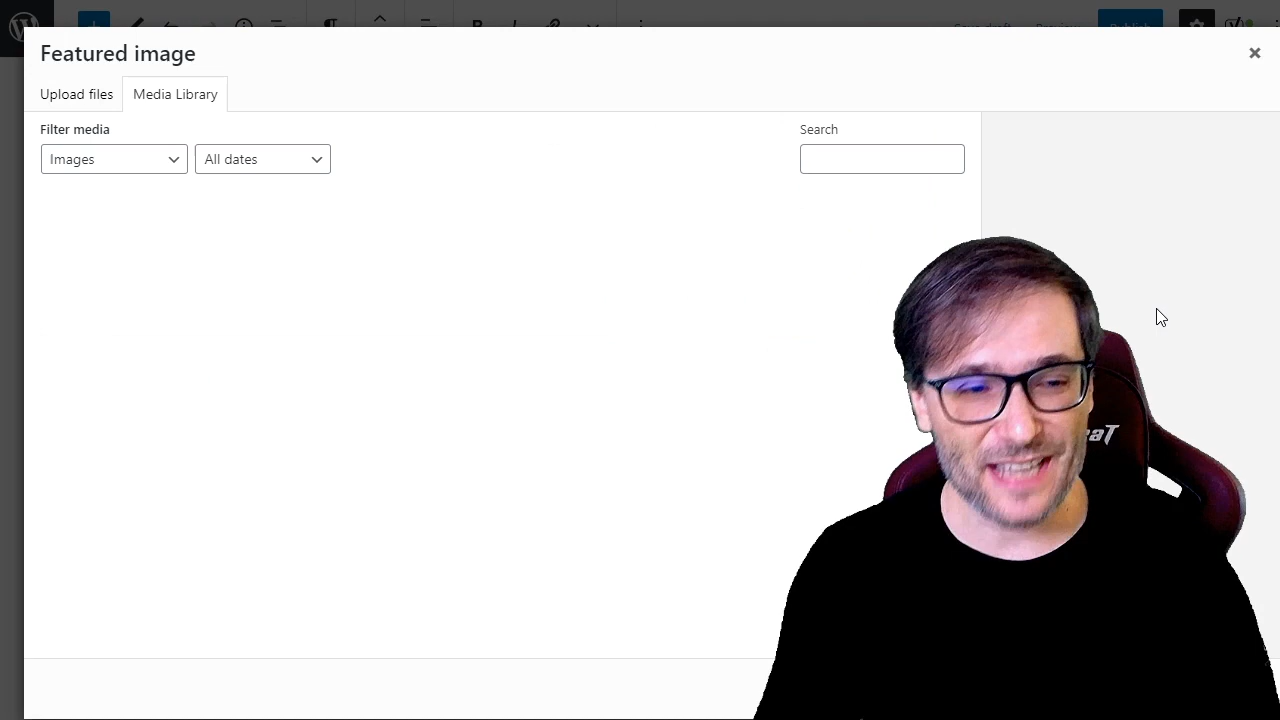 Featured image
Upload files
Media Library
Filter media
Search
Images
All dates